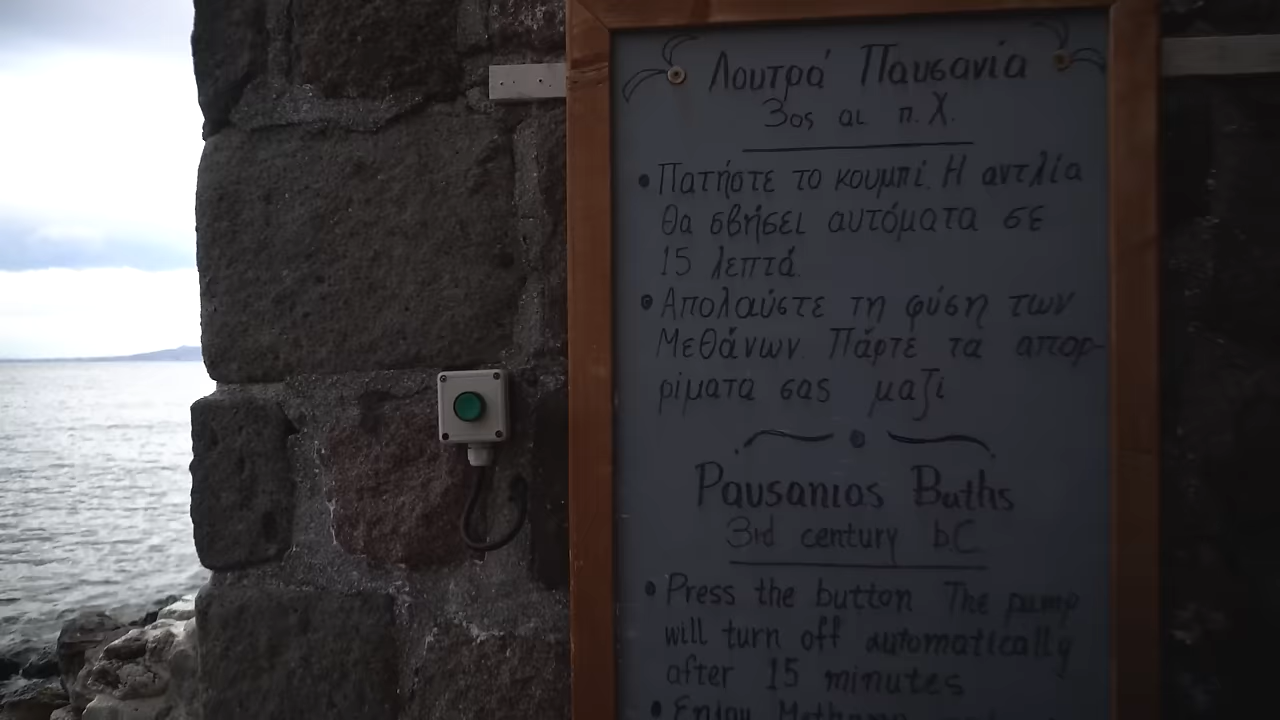 Λουτρά Παυσανία
3ος αι π.Χ.
• Πατήστε το κουμπί. Η αντλία
θα σβήσει αυτόματα σε
15 λεπτά.
• Απολαύστε τη φύση των
Μεθάνων. Πάρτε τα απορ-
ρίματα σας μαζί
Pausanias Baths
3rd century b.C
• Press the button The pump
will turn off automatically
after 15 minutes
• Enjoy